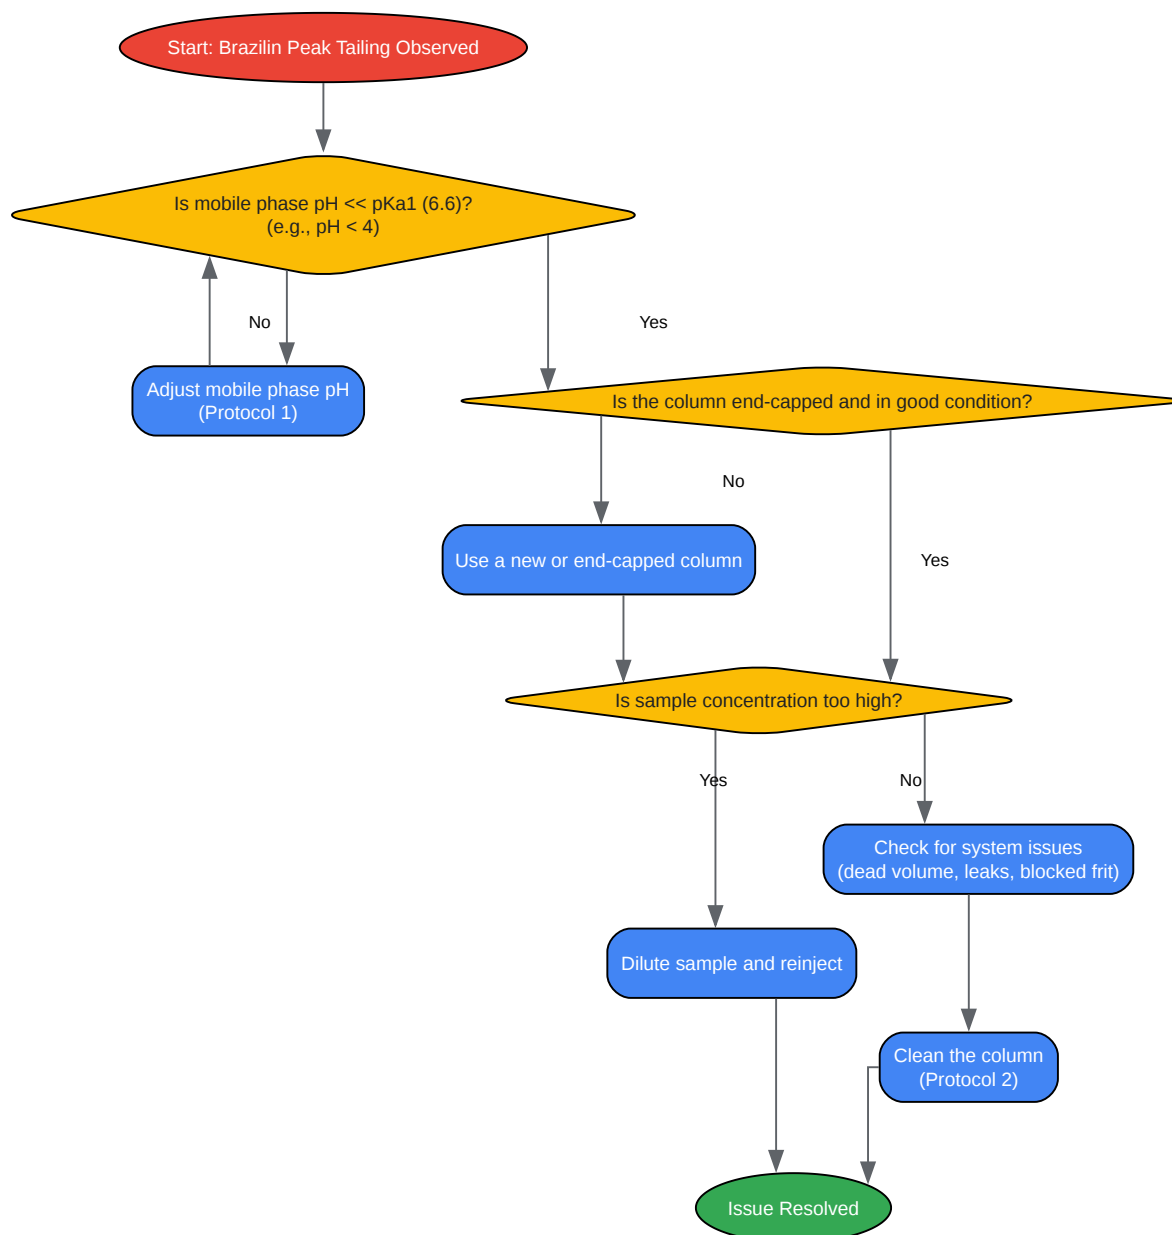 Start: Brazilin Peak Tailing Observed
Is mobile phase pH << pKa1 (6.6)?
(e.g., pH < 4)
No
Yes
Adjust mobile phase pH
(Protocol 1)
Is the column end-capped and in good condition?
No
Use a new or end-capped column
Yes
Is sample concentration too high?
Yes
No
Check for system issues
(dead volume, leaks, blocked frit)
Dilute sample and reinject
Clean the column
(Protocol 2)
Issue Resolved